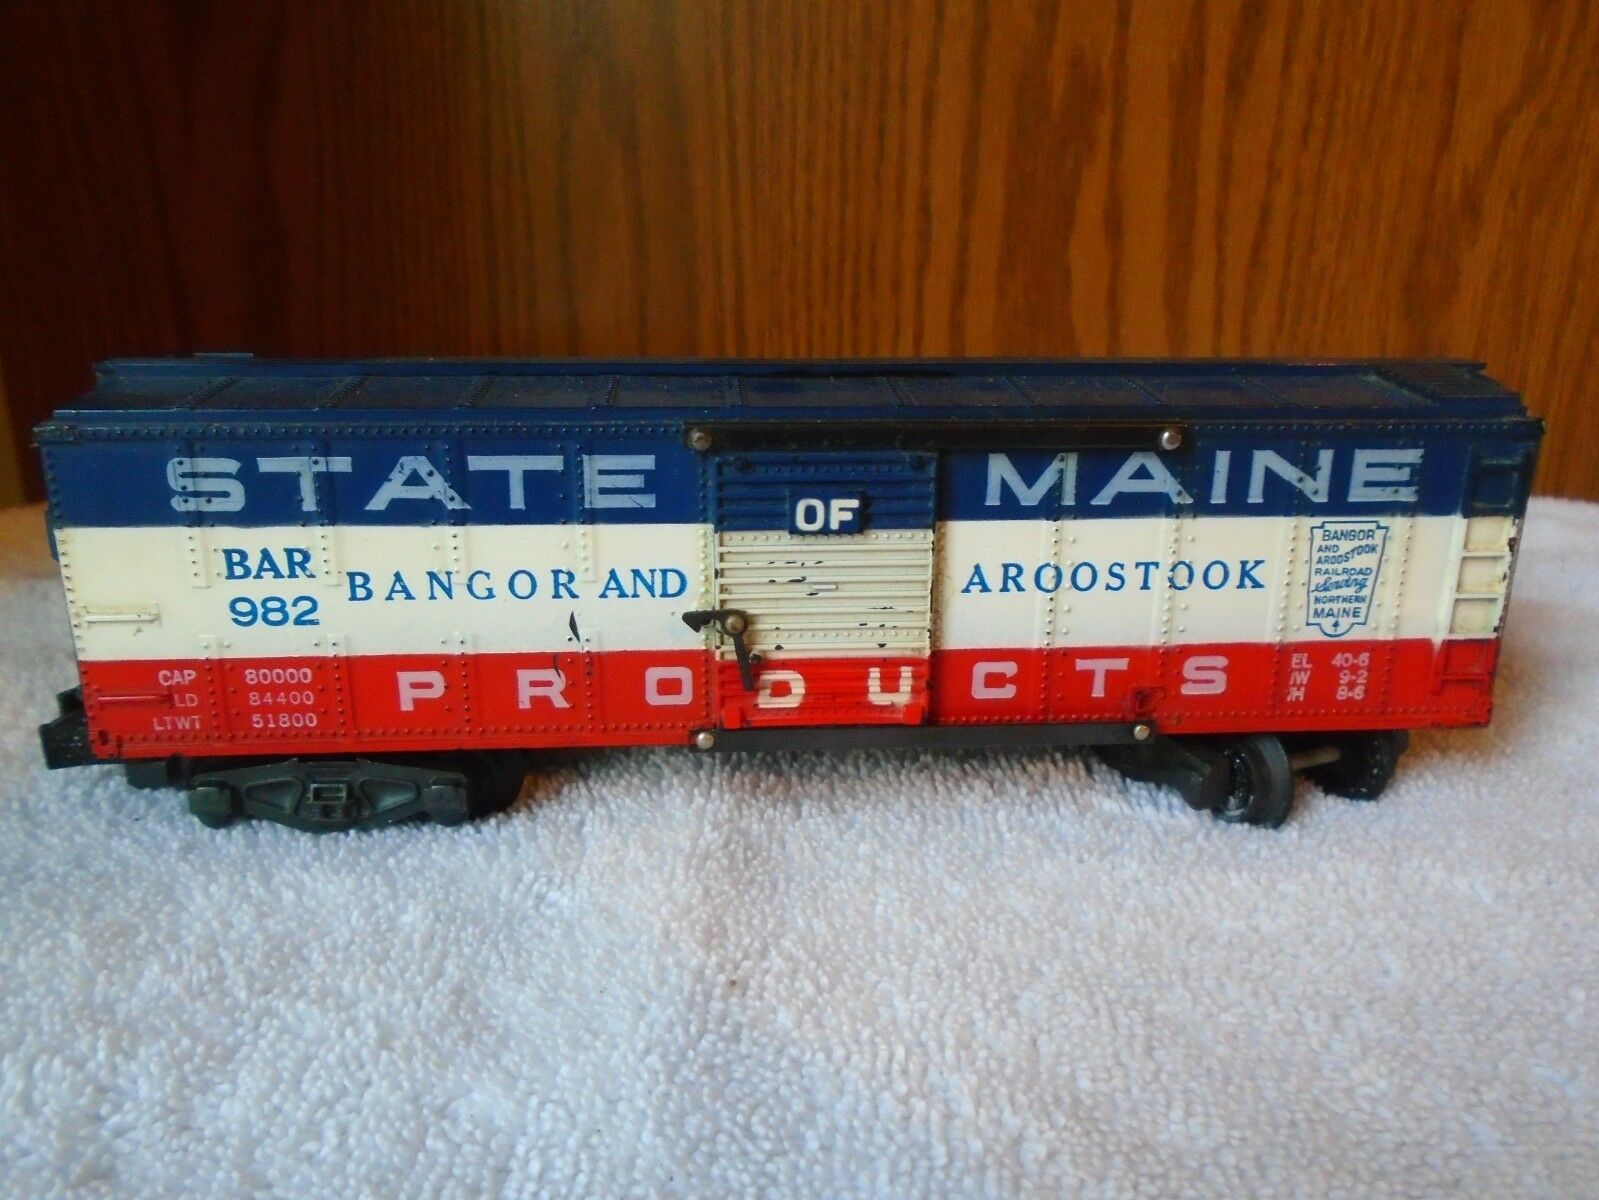 STATE OF MAINE
BAR
982
BANGOR AND AROOSTOOK
PRODUCTS
CAP 80000
LD 84400
LTWT 51800
BANGOR
AND
AROOSTOOK
RAILROAD
Serving
NORTHERN
MAINE
EL 40-6
IW 9-2
IH 8-6